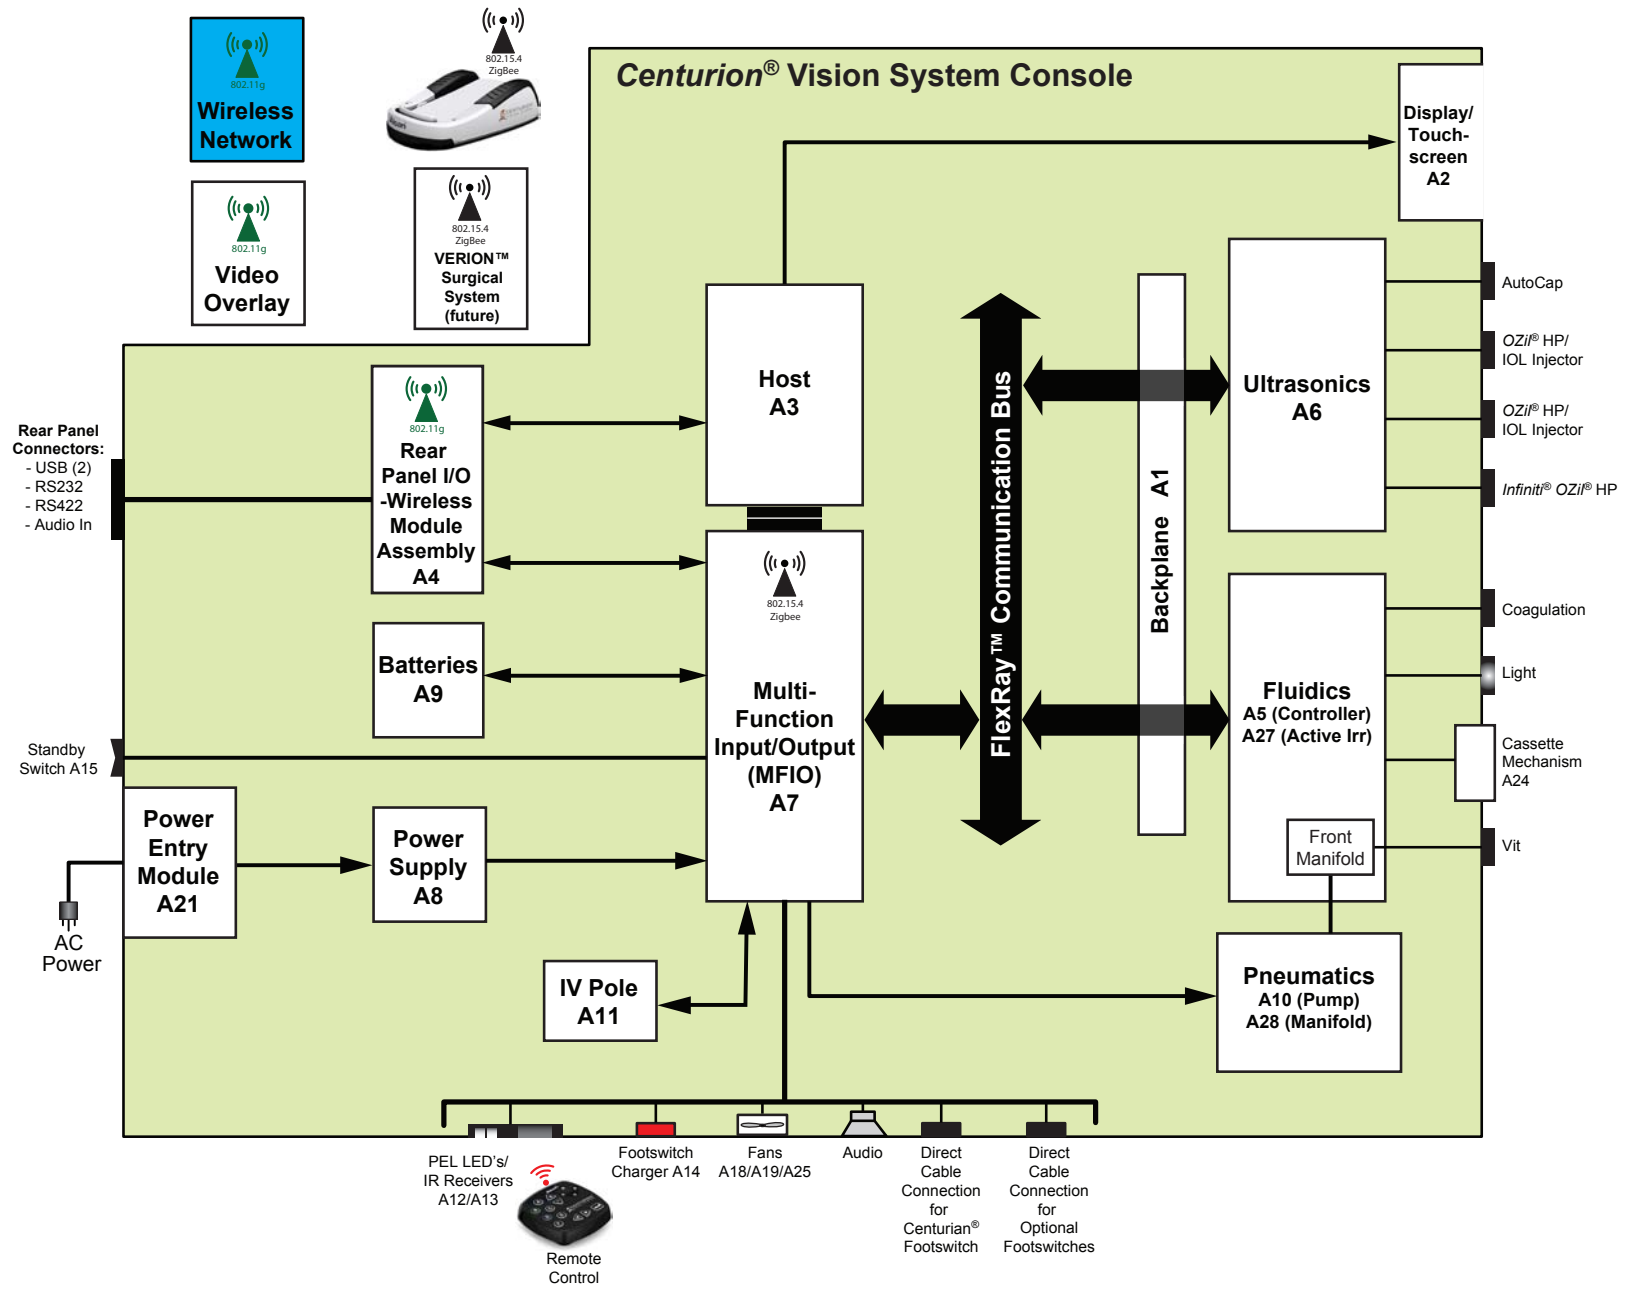 802.11g
Wireless
Network
802.15.4
ZigBee
Centurion® Vision System Console
Display/
Touch-
screen
A2
802.11g
Video
Overlay
802.15.4
ZigBee
VERION™
Surgical
System
(future)
Host
A3
802.11g
Rear
Panel I/O
-Wireless
Module
Assembly
A4
Rear Panel
Connectors:
- USB (2)
- RS232
- RS422
- Audio In
FlexRay™ Communication Bus
Backplane A1
Ultrasonics
A6
AutoCap
OZil® HP/
IOL Injector
OZil® HP/
IOL Injector
Infiniti® OZil® HP
802.15.4
Zigbee
Multi-
Function
Input/Output
(MFIO)
A7
Batteries
A9
Standby
Switch A15
Power
Entry
Module
A21
Power
Supply
A8
AC
Power
IV Pole
A11
Fluidics
A5 (Controller)
A27 (Active Irr)
Front
Manifold
Coagulation
Light
Cassette
Mechanism
A24
Vit
Pneumatics
A10 (Pump)
A28 (Manifold)
PEL LED's/
IR Receivers
A12/A13
Remote
Control
Footswitch
Charger A14
Fans
A18/A19/A25
Audio
Direct
Cable
Connection
for
Centurian®
Footswitch
Direct
Cable
Connection
for
Optional
Footswitches